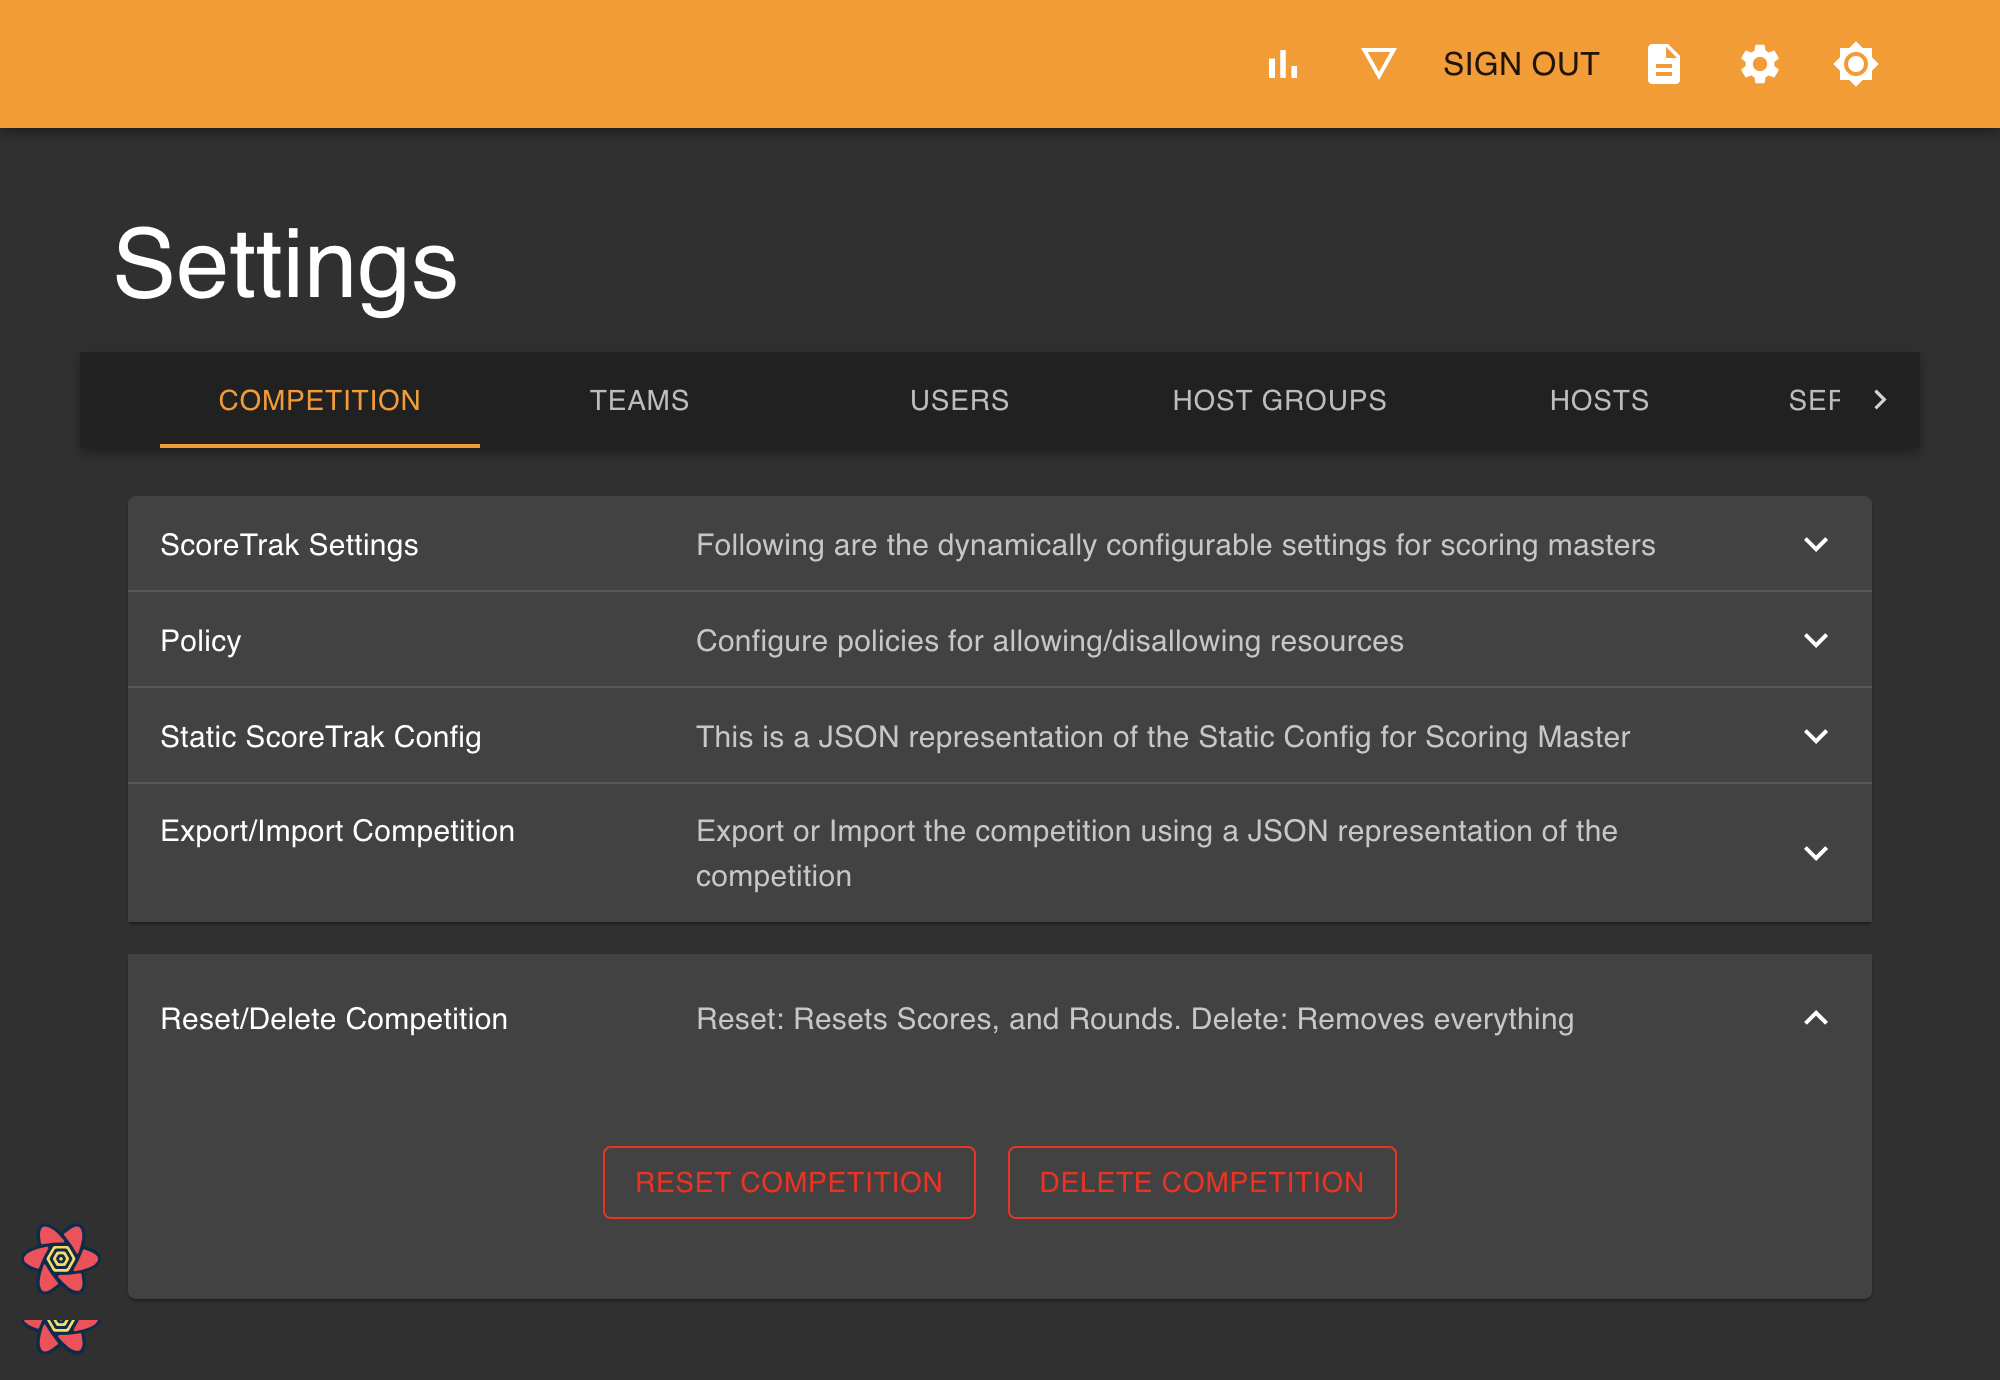 SIGN OUT
Settings
COMPETITION TEAMS USERS HOST GROUPS HOSTS SER
ScoreTrak Settings Following are the dynamically configurable settings for scoring masters
Policy Configure policies for allowing/disallowing resources
Static ScoreTrak Config This is a JSON representation of the Static Config for Scoring Master
Export/Import Competition Export or Import the competition using a JSON representation of the
competition
Reset/Delete Competition Reset: Resets Scores, and Rounds. Delete: Removes everything
RESET COMPETITION DELETE COMPETITION